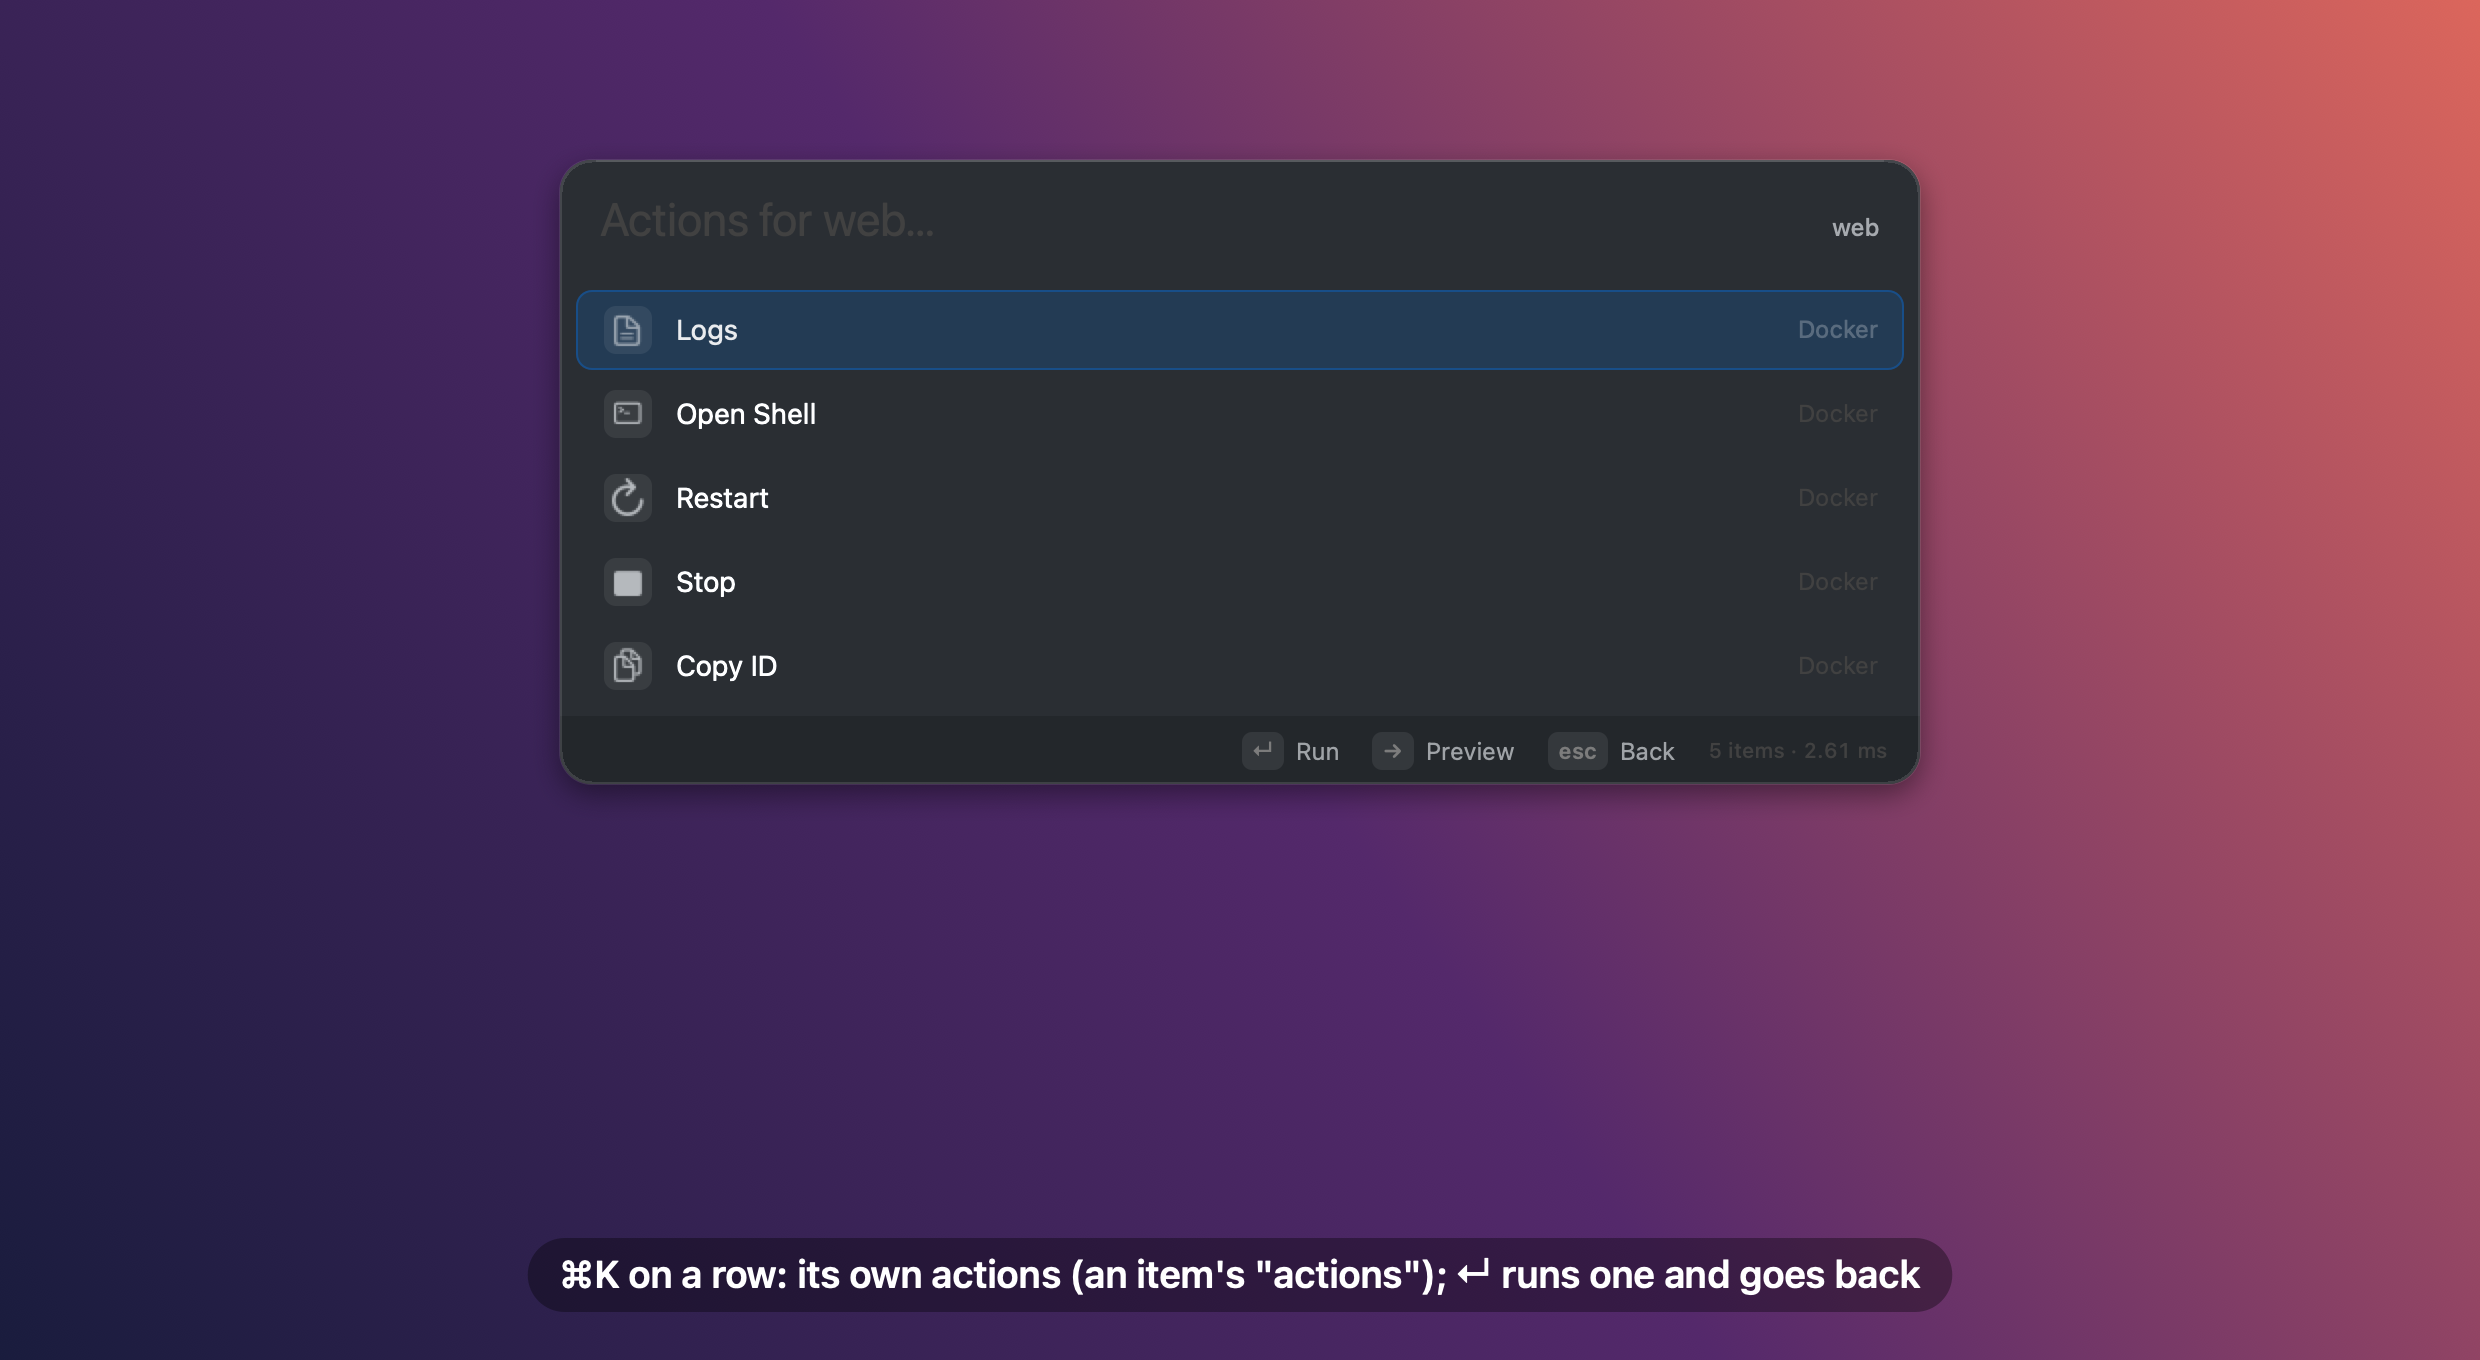 Actions for web...
web
Logs
Docker
Open Shell
Docker
Restart
Docker
Stop
Docker
Copy ID
Docker
↵ Run → Preview esc Back 5 items · 2.61 ms
⌘K on a row: its own actions (an item's "actions"); ↵ runs one and goes back